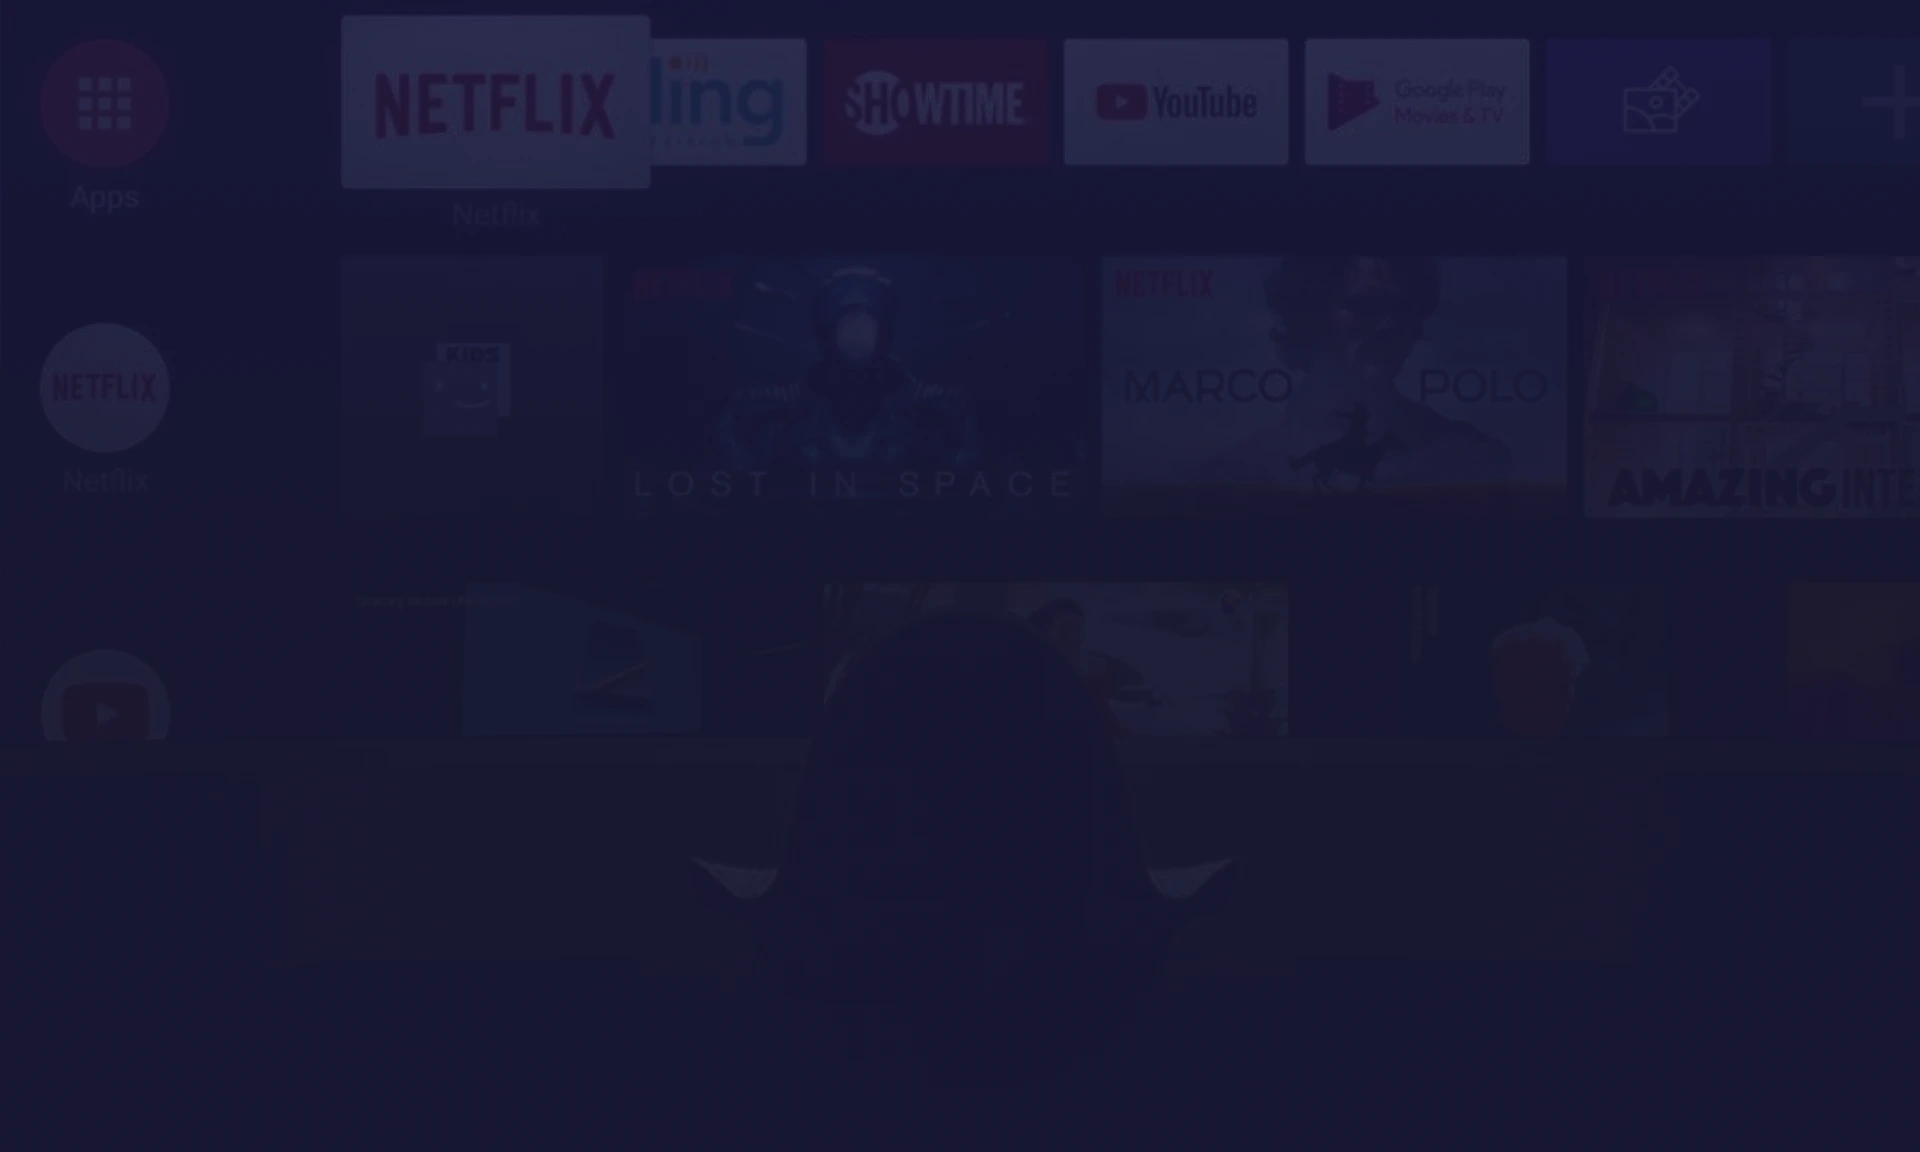 NETFLIX
ling
SHOWTIME
YouTube
Google Play
Movies & TV
Apps
Netflix
NETFLIX
KIDS
LOST IN SPACE
NETFLIX
MARCO POLO
AMAZING INTE
NETFLIX
Netflix